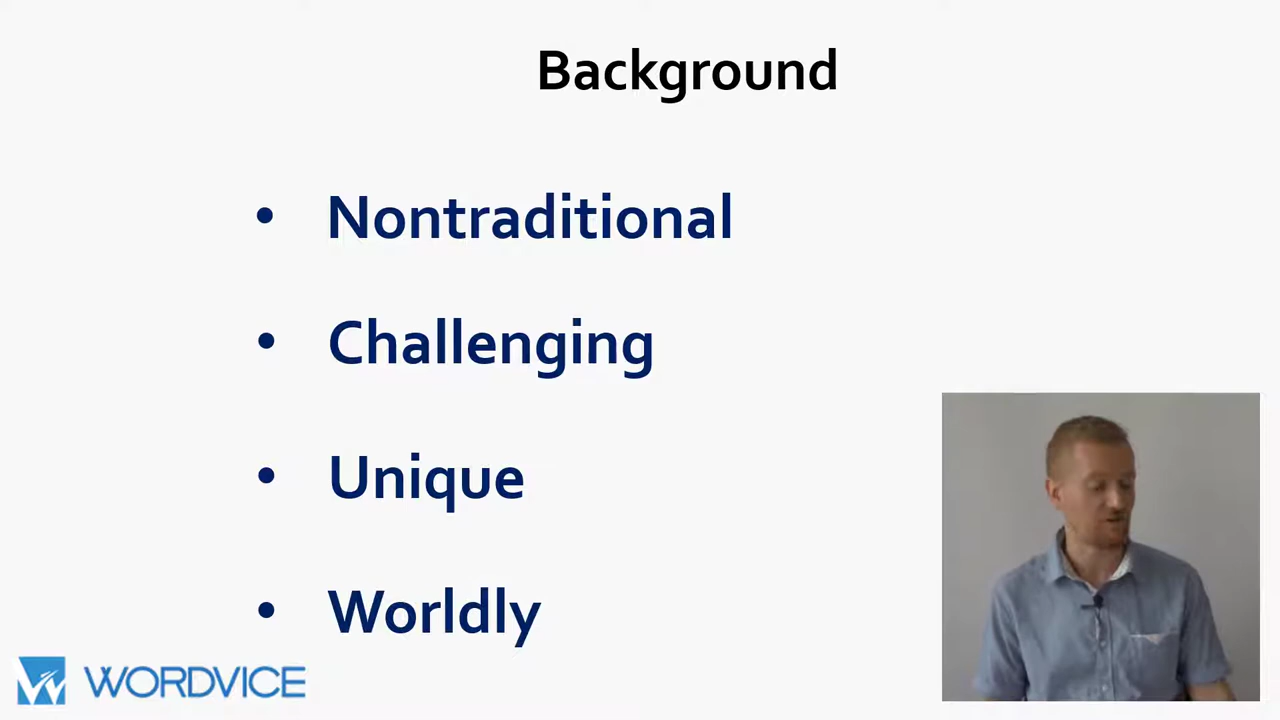 Background
• Nontraditional
• Challenging
• Unique
• Worldly
WORDVICE